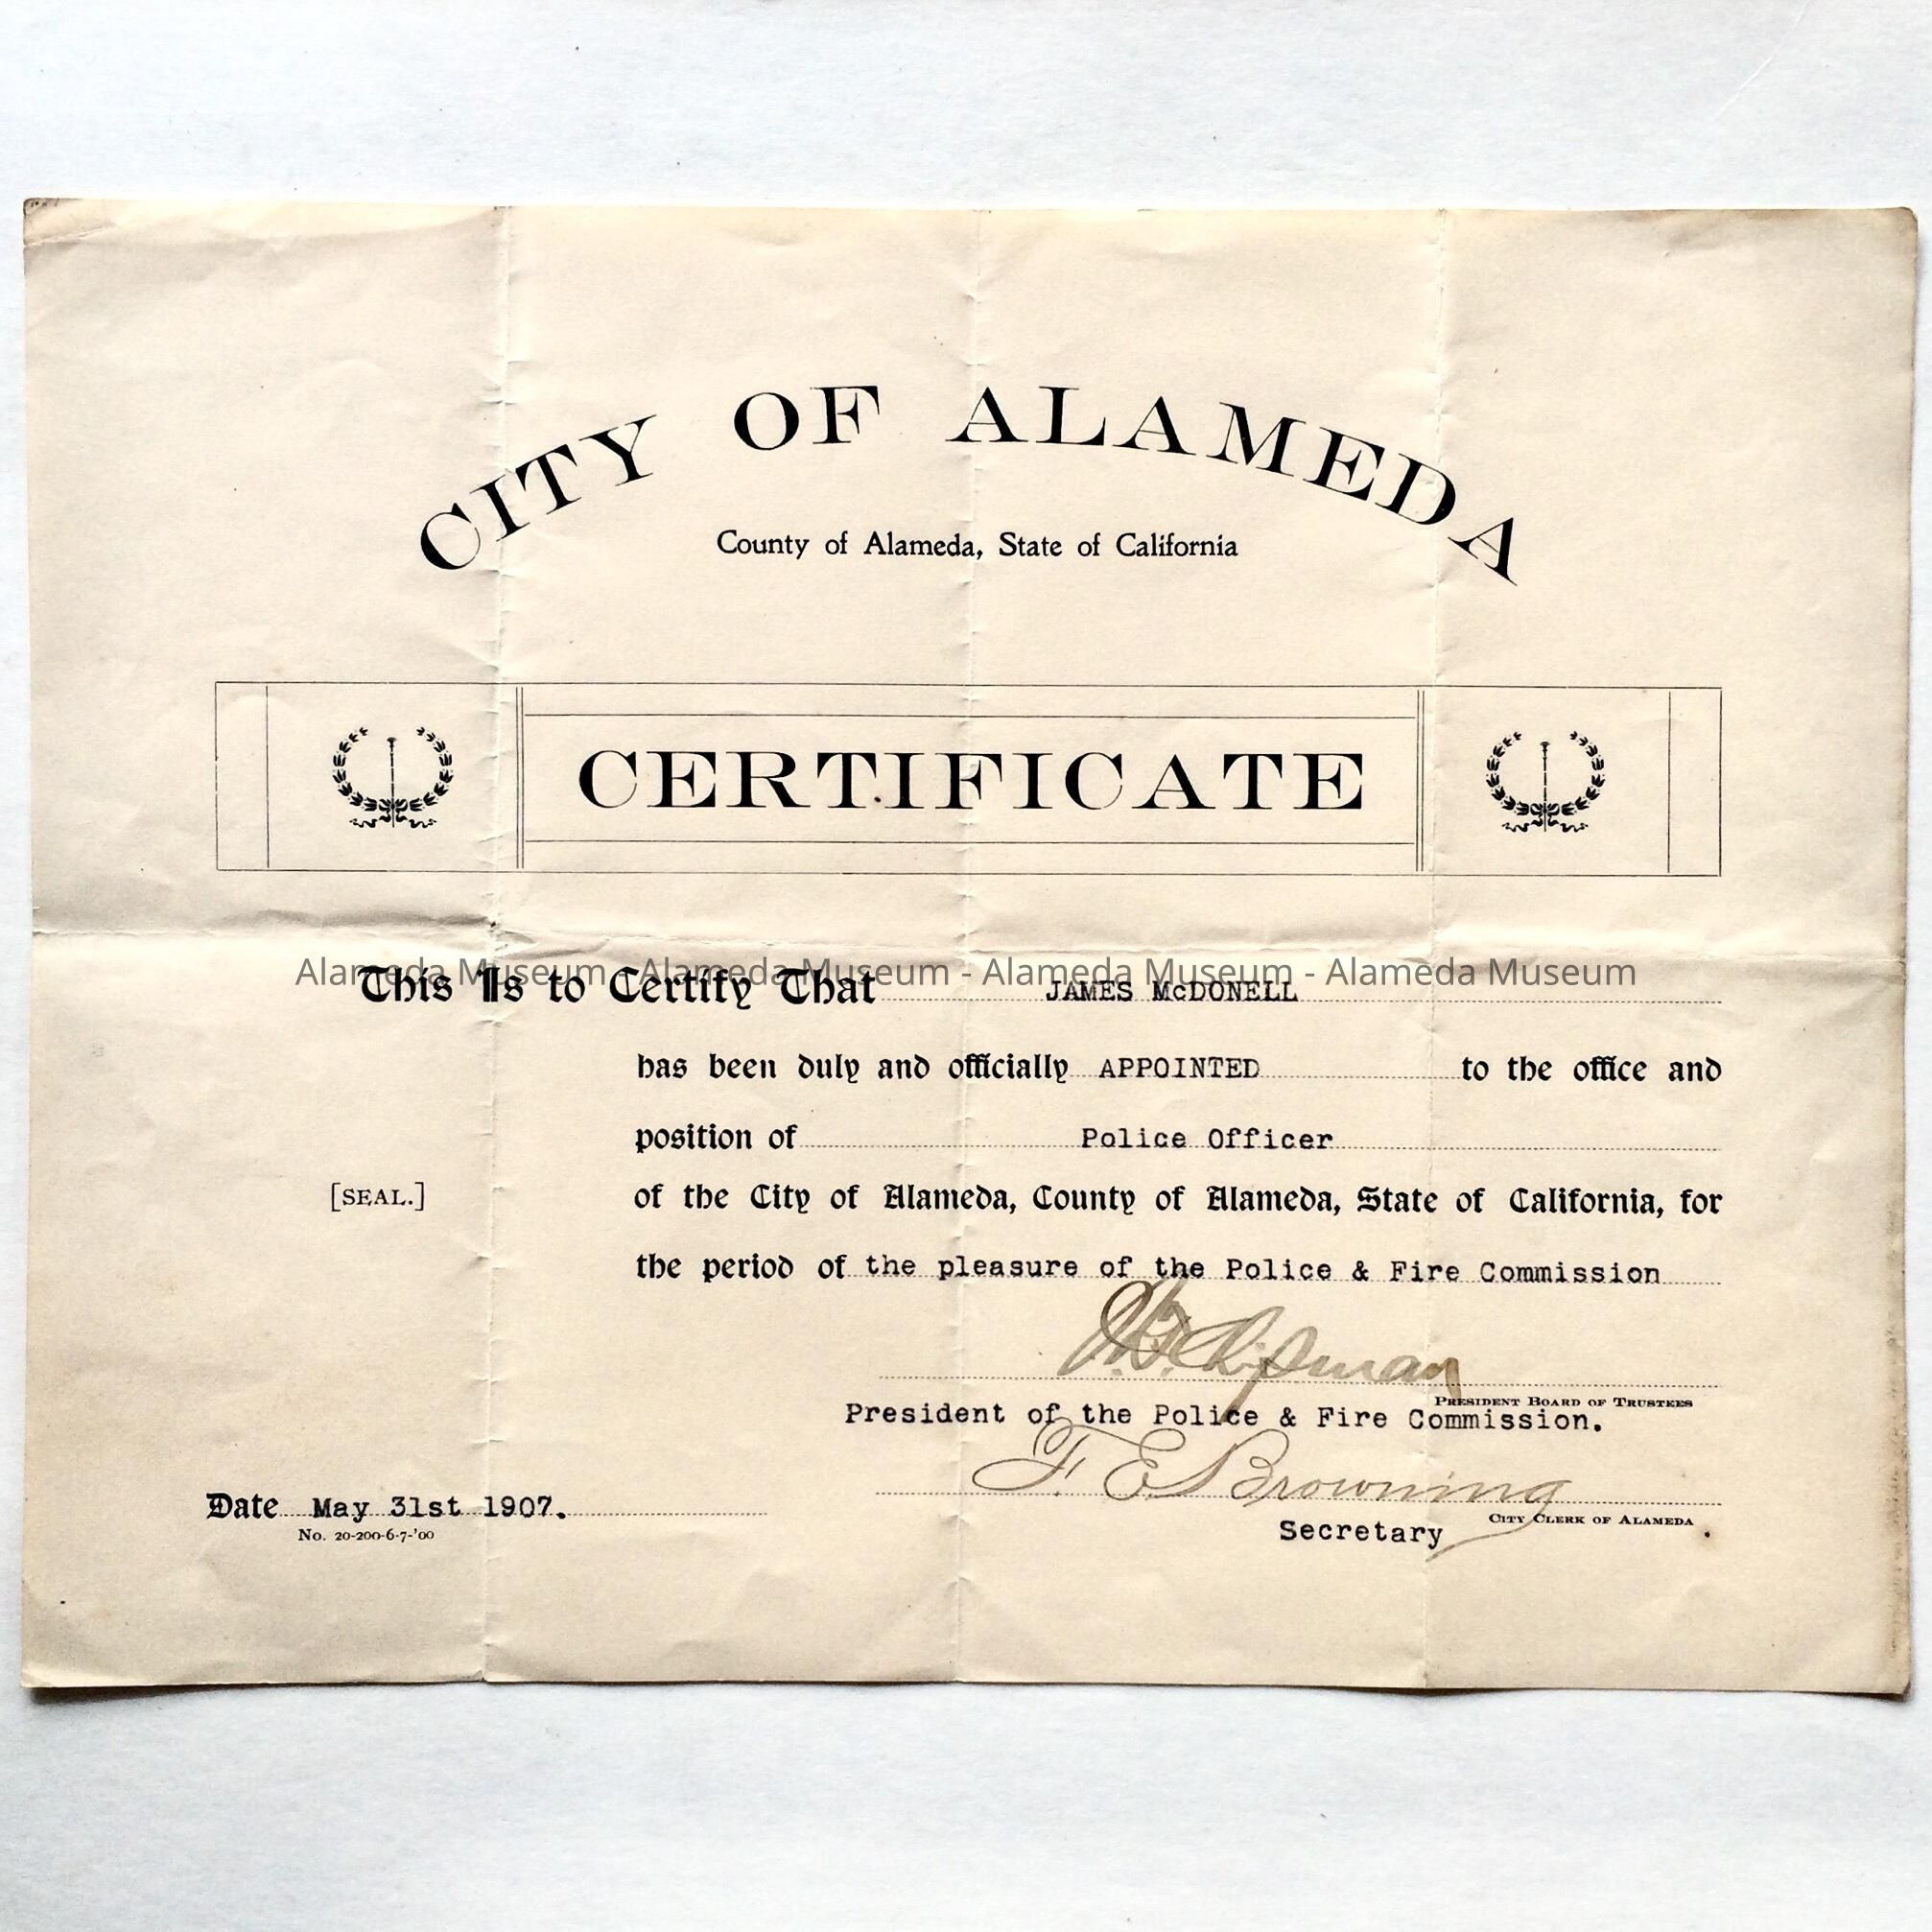 CITY OF ALAMEDA
County of Alameda, State of California
CERTIFICATE
Alameda Museum - Alameda Museum - Alameda Museum - Alameda Museum
This Is to Certify That JAMES McDONELL
has been duly and officially APPOINTED to the office and
position of Police Officer
[SEAL.]
of the City of Alameda, County of Alameda, State of California, for
the period of the pleasure of the Police & Fire Commission
PRESIDENT BOARD OF TRUSTEES
President of the Police & Fire Commission.
F. E. Browning
Date May 31st 1907.
CITY CLERK OF ALAMEDA
Secretary
No. 20-200-6-7-'00